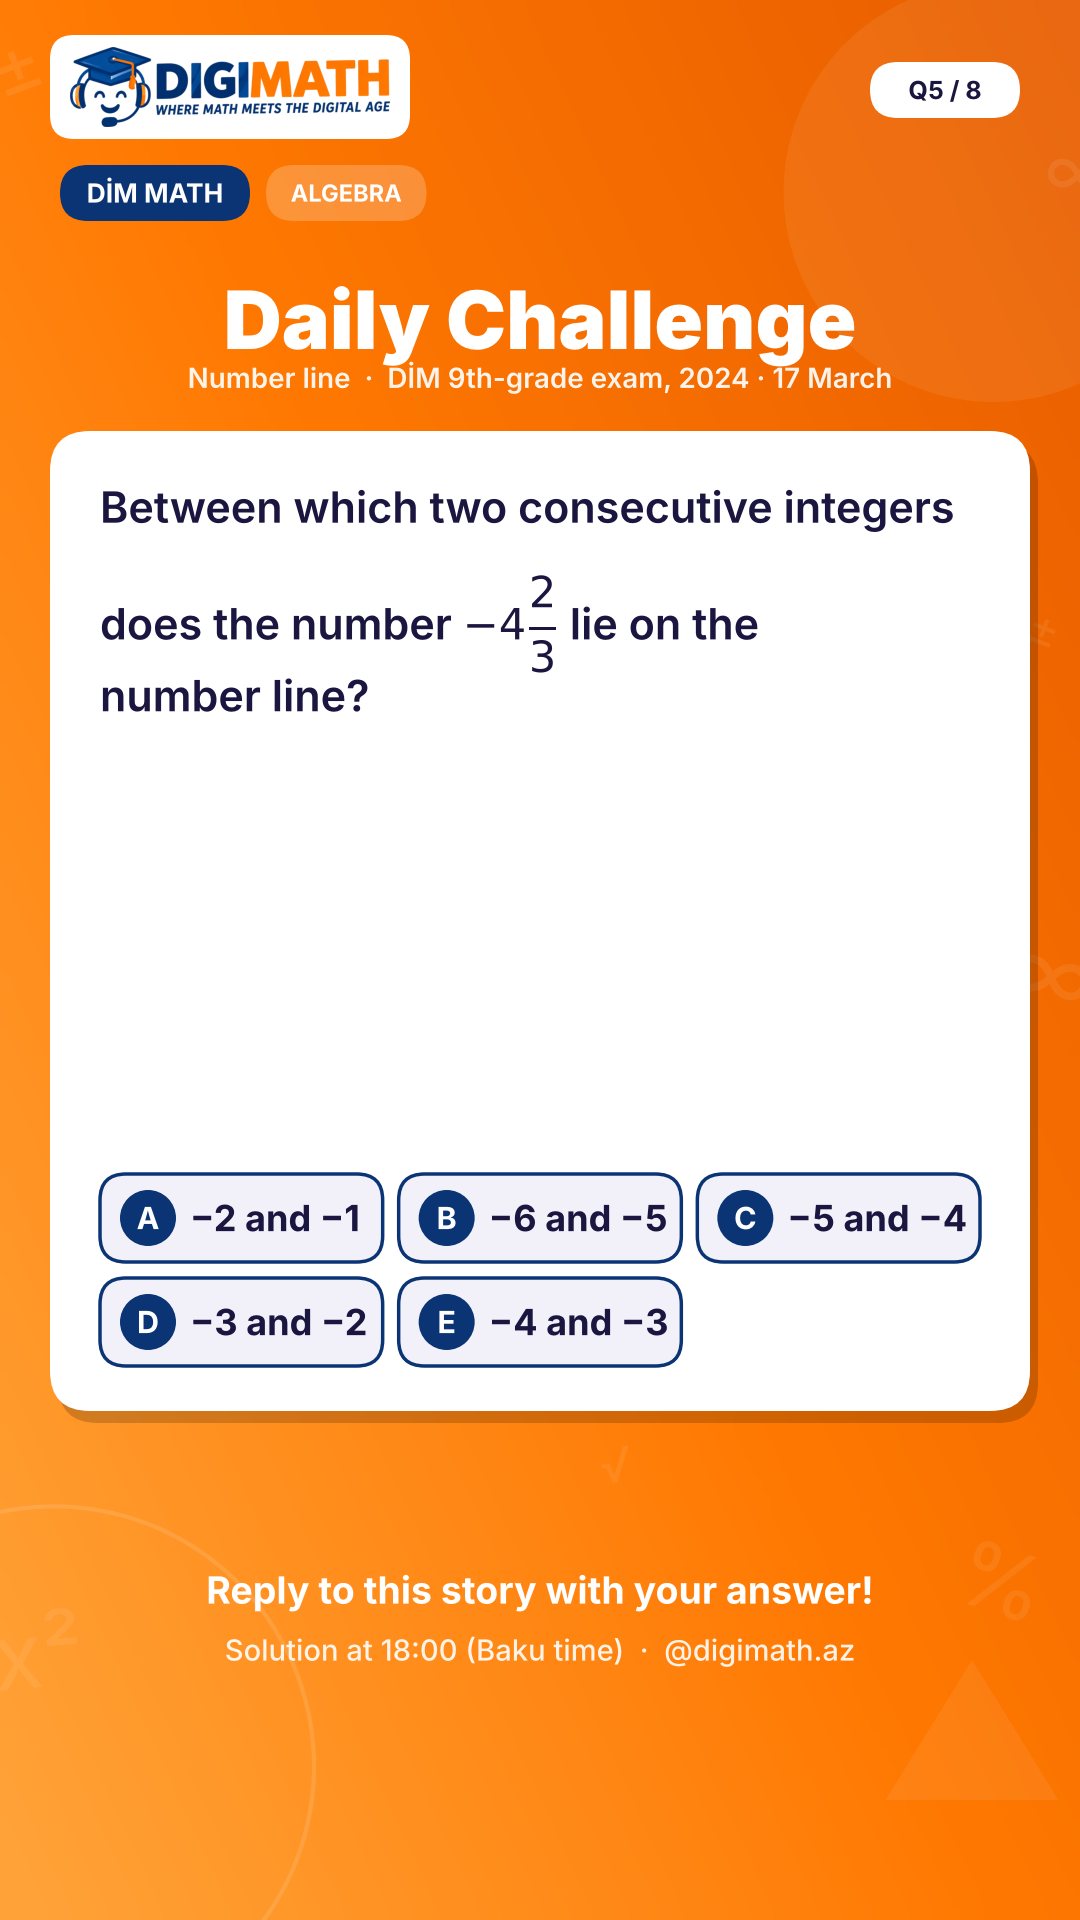 DIGIMATH
WHERE MATH MEETS THE DIGITAL AGE
Q5 / 8
DİM MATH
ALGEBRA
Daily Challenge
Number line · DİM 9th-grade exam, 2024 · 17 March
Between which two consecutive integers
does the number −4 2/3 lie on the
number line?
A −2 and −1
B −6 and −5
C −5 and −4
D −3 and −2
E −4 and −3
±
∞
√
%
x²
Reply to this story with your answer!
Solution at 18:00 (Baku time) · @digimath.az